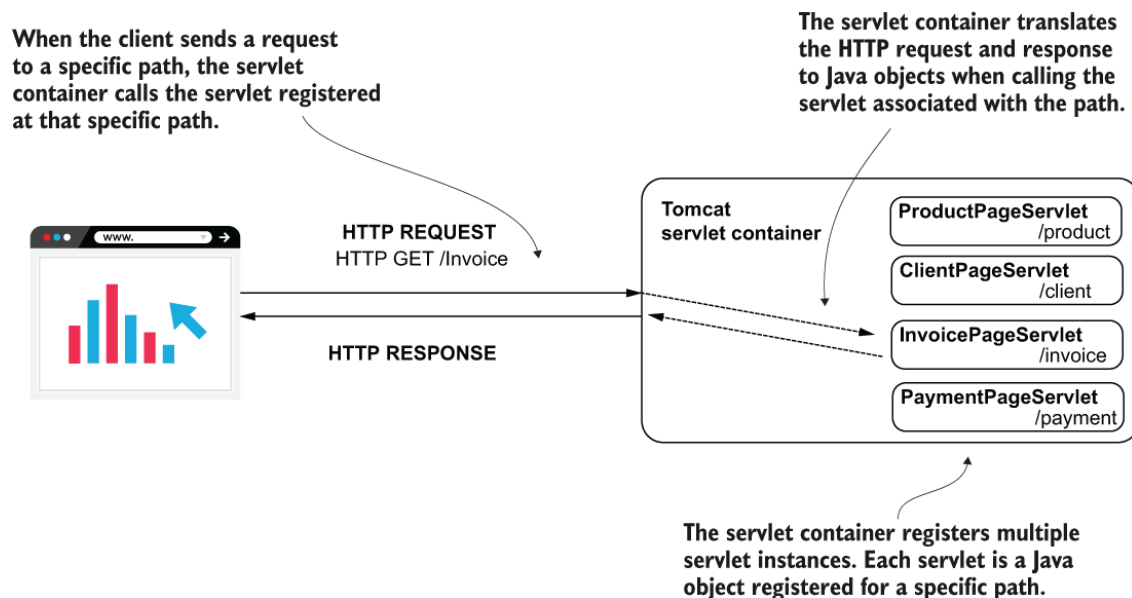 When the client sends a request
to a specific path, the servlet
container calls the servlet registered
at that specific path.
The servlet container translates
the HTTP request and response
to Java objects when calling the
servlet associated with the path.
www.
HTTP REQUEST
HTTP GET /Invoice
HTTP RESPONSE
Tomcat
servlet container
ProductPageServlet
/product
ClientPageServlet
/client
InvoicePageServlet
/invoice
PaymentPageServlet
/payment
The servlet container registers multiple
servlet instances. Each servlet is a Java
object registered for a specific path.